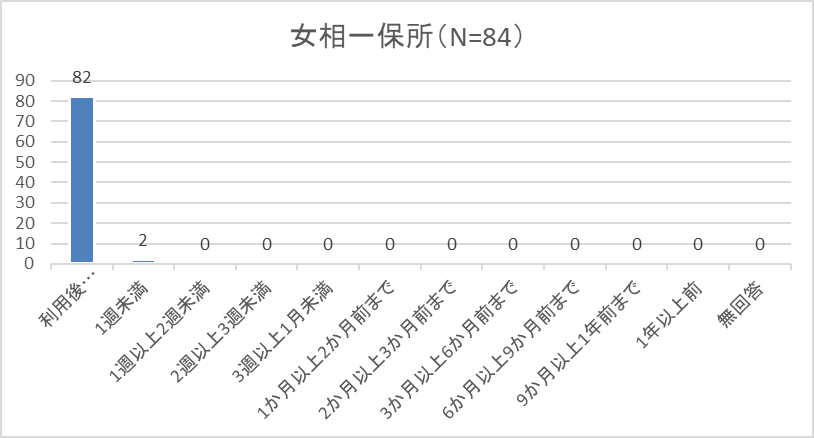 女相一保所（N=84）
90
80
70
60
50
40
30
20
10
0
82
2
0
0
0
0
0
0
0
0
0
0
利用後…
1週未満
1週以上2週未満
2週以上3週未満
3週以上1月未満
1か月以上2か月前まで
2か月以上3か月前まで
3か月以上6か月前まで
6か月以上9か月前まで
9か月以上1年前まで
1年以上前
無回答